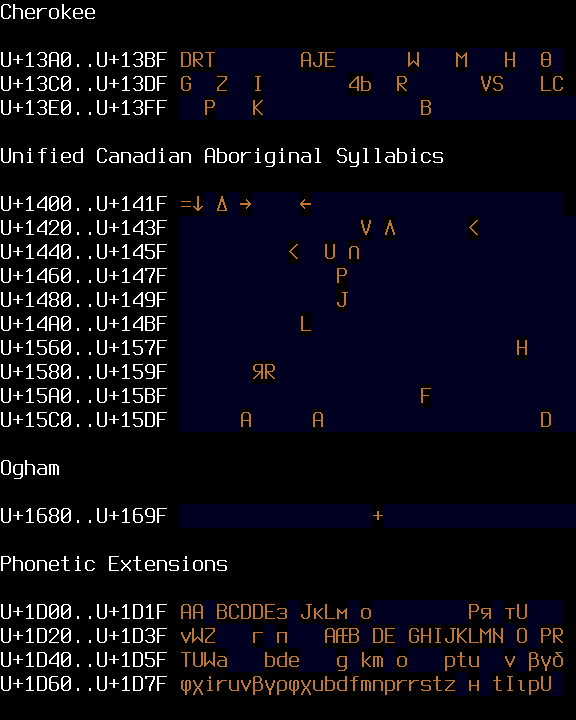 Cherokee
U+13A0..U+13BF DRT AJE W M H θ
U+13C0..U+13DF G Z I 4b R VS LC
U+13E0..U+13FF P K B
Unified Canadian Aboriginal Syllabics
U+1400..U+141F =↓ Δ → ←
U+1420..U+143F V Λ <
U+1440..U+145F < U ∩
U+1460..U+147F P
U+1480..U+149F J
U+14A0..U+14BF L
U+1560..U+157F H
U+1580..U+159F ЯR
U+15A0..U+15BF F
U+15C0..U+15DF A A D
Ogham
U+1680..U+169F +
Phonetic Extensions
U+1D00..U+1D1F AA BCDDEз JкLм o Pя тU
U+1D20..U+1D3F vWZ г п AÆB DE GHIJKLMN O PR
U+1D40..U+1D5F TUWa bde g km o ptu v βγδ
U+1D60..U+1D7F φχiruvβγρφχubdfmnprrstz н tIιpU